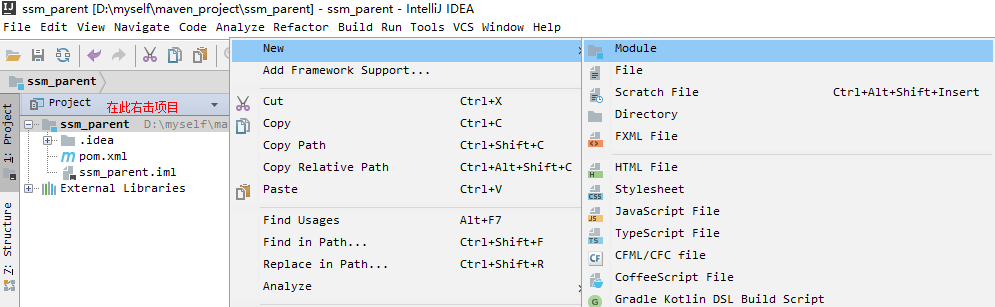 ssm_parent [D:\myself\maven_project\ssm_parent] - ssm_parent - IntelliJ IDEA
File Edit View Navigate Code Analyze Refactor Build Run Tools VCS Window Help
ssm_parent
Project 在此右击项目
1: Project
Z: Structure
ssm_parent D:\myself\ma
.idea
pom.xml
ssm_parent.iml
External Libraries
New
Add Framework Support...
Cut Ctrl+X
Copy Ctrl+C
Copy Path Ctrl+Shift+C
Copy Relative Path Ctrl+Alt+Shift+C
Paste Ctrl+V
Find Usages Alt+F7
Find in Path... Ctrl+Shift+F
Replace in Path... Ctrl+Shift+R
Analyze
Module
File
Scratch File Ctrl+Alt+Shift+Insert
Directory
FXML File
HTML File
Stylesheet
JavaScript File
TypeScript File
CFML/CFC file
CoffeeScript File
Gradle Kotlin DSL Build Script